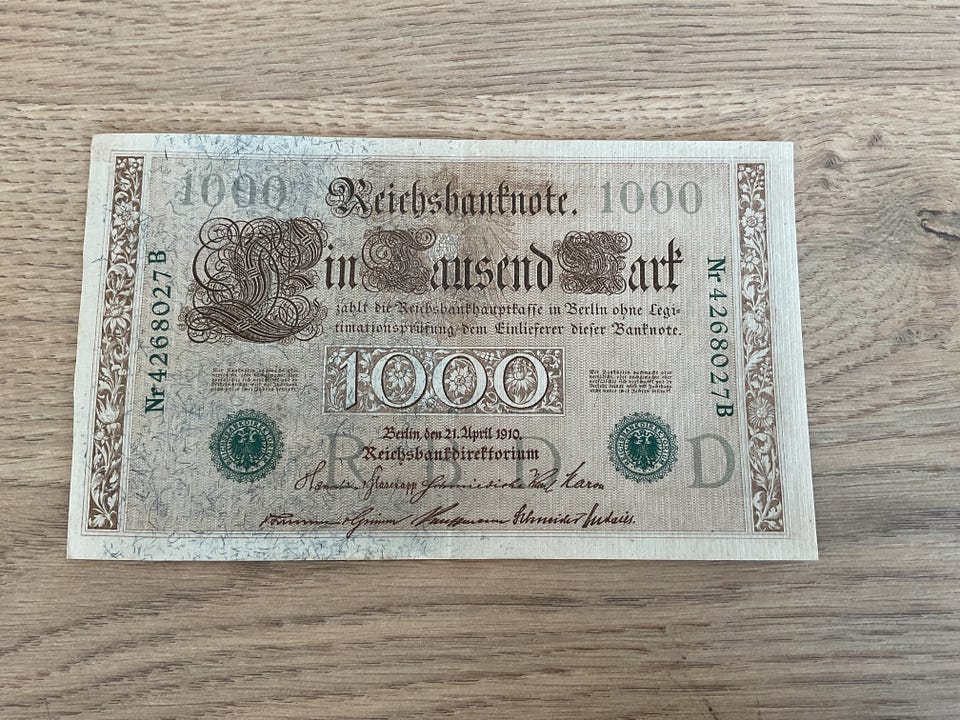 1000 Reichsbanknote. 1000
Ein Tausend Mark
zahlt die Reichsbankhauptkasse in Berlin ohne Legi-
timationsprüfung dem Einlieferer dieser Banknote.
Nr 4268027 B
Nr 4268027 B
1000
Berlin, den 21. April 1910.
Reichsbankdirektorium
R B D D